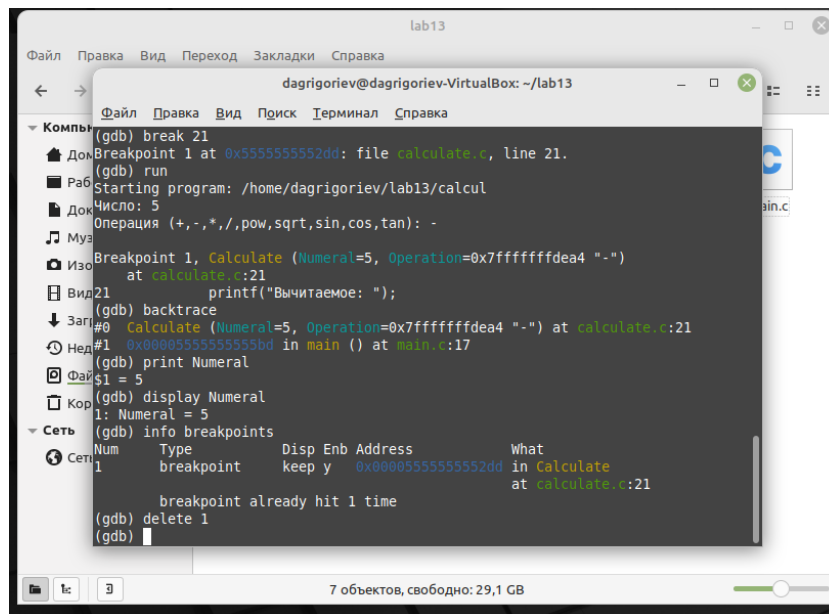 lab13
Файл Правка Вид Переход Закладки Справка
dagrigoriev@dagrigoriev-VirtualBox: ~/lab13
Файл Правка Вид Поиск Терминал Справка
(gdb) break 21
Breakpoint 1 at 0x5555555552dd: file calculate.c, line 21.
(gdb) run
Starting program: /home/dagrigoriev/lab13/calcul
Число: 5
Операция (+,-,*,/,pow,sqrt,sin,cos,tan): -
Breakpoint 1, Calculate (Numeral=5, Operation=0x7fffffffdea4 "-")
at calculate.c:21
21 printf("Вычитаемое: ");
(gdb) backtrace
#0 Calculate (Numeral=5, Operation=0x7fffffffdea4 "-") at calculate.c:21
#1 0x00005555555555bd in main () at main.c:17
(gdb) print Numeral
$1 = 5
(gdb) display Numeral
1: Numeral = 5
(gdb) info breakpoints
Num Type Disp Enb Address What
1 breakpoint keep y 0x00005555555552dd in Calculate
at calculate.c:21
breakpoint already hit 1 time
(gdb) delete 1
(gdb)
Компь
Дом
Раб
Док
Муз
Изо
Вид
Загр
Нед
Фай
Кор
Сеть
Сеть
ain.c
7 объектов, свободно: 29,1 GB